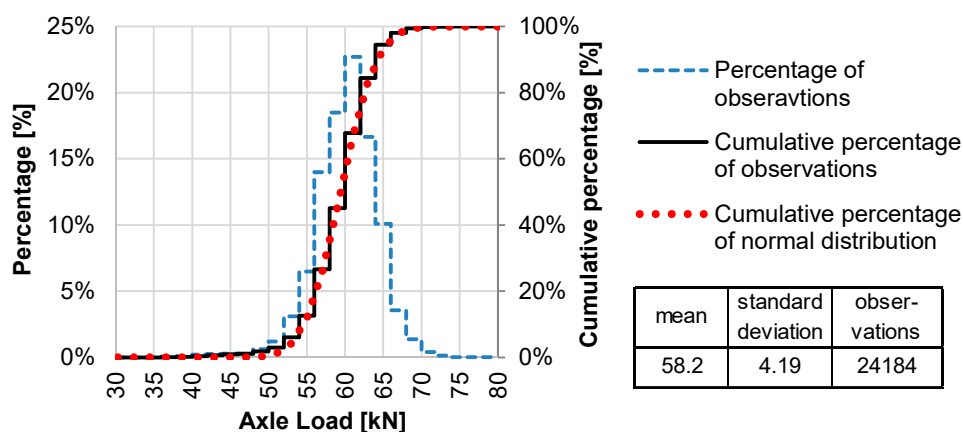 25%
20%
15%
10%
5%
0%
Percentage [%]
100%
80%
60%
40%
20%
0%
Cumulative percentage [%]
30
35
40
45
50
55
60
65
70
75
80
Axle Load [kN]
Percentage of
obseravtions
Cumulative percentage
of observations
Cumulative percentage
of normal distribution
mean
standard
deviation
obser-
vations
58.2
4.19
24184